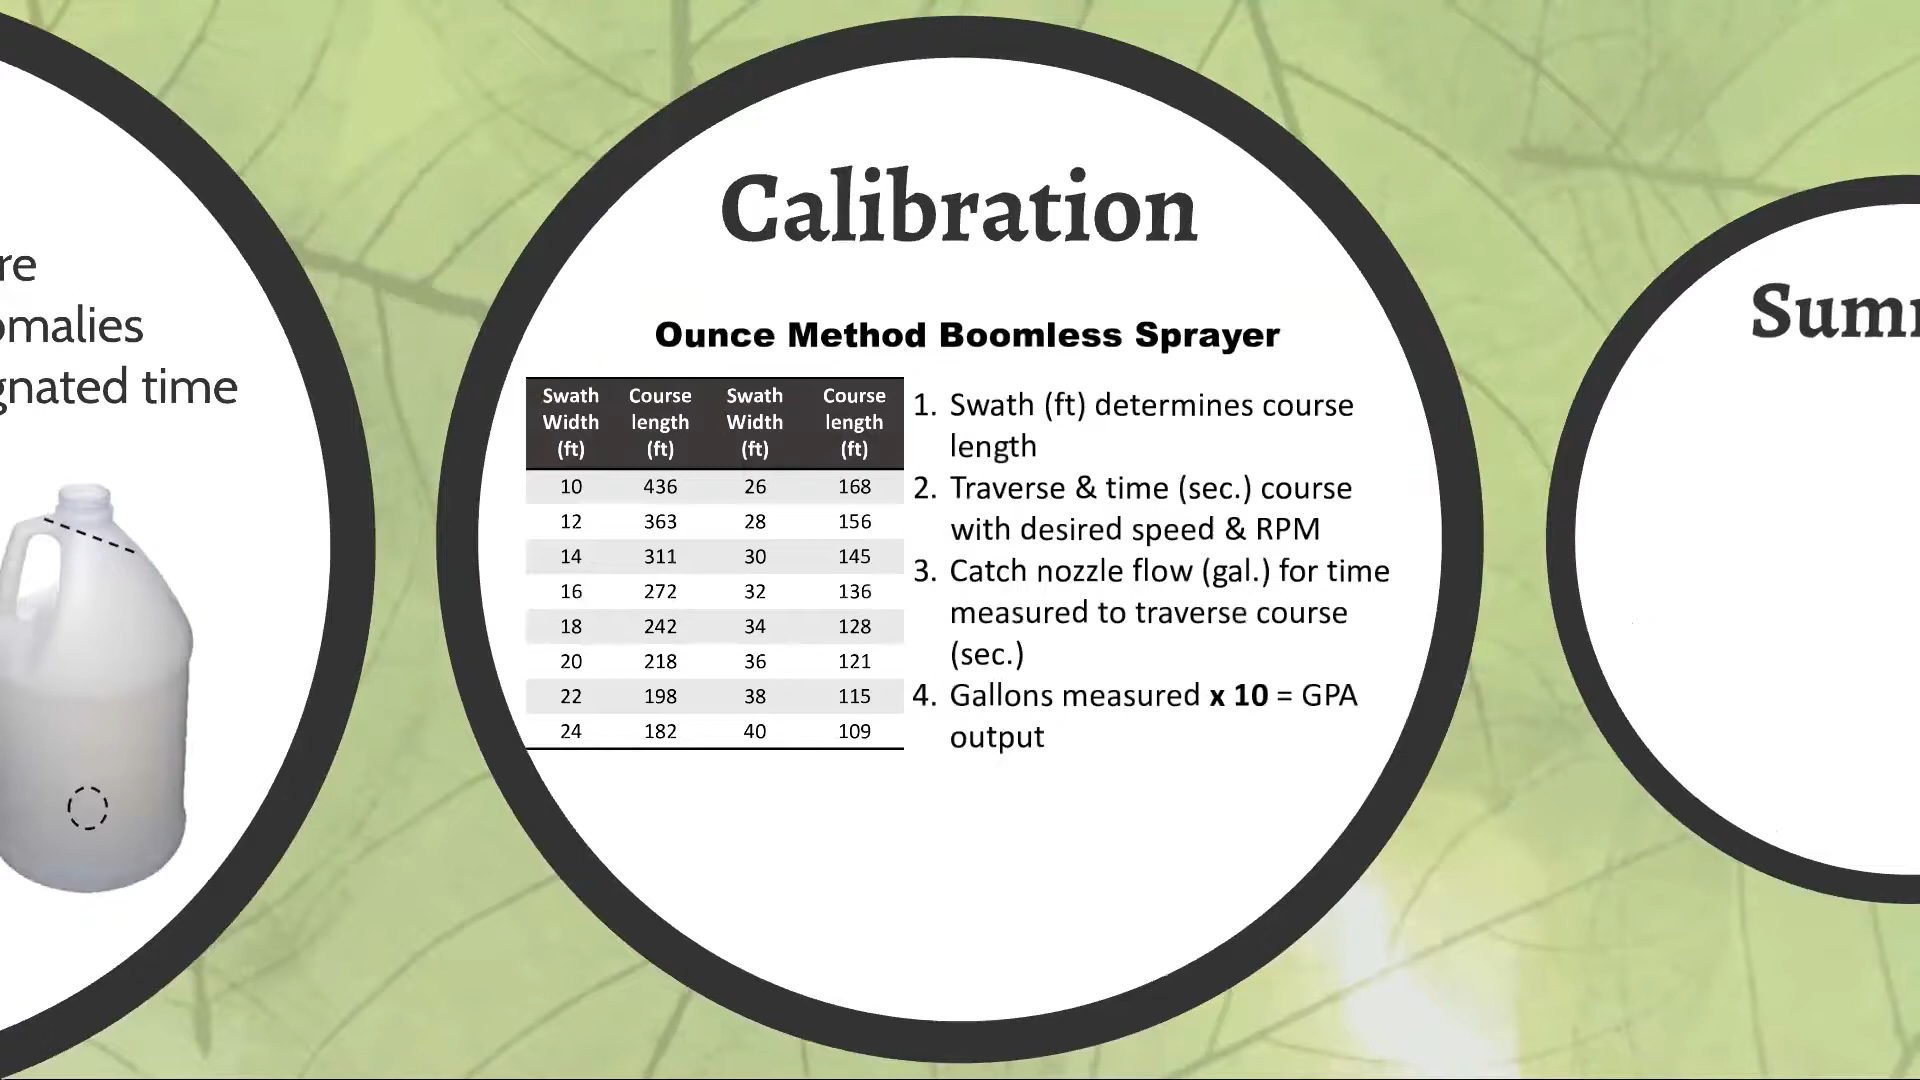 re
omalies
gnated time
Calibration
Ounce Method Boomless Sprayer
Swath Width (ft) Course length (ft) Swath Width (ft) Course length (ft)
10 436 26 168
12 363 28 156
14 311 30 145
16 272 32 136
18 242 34 128
20 218 36 121
22 198 38 115
24 182 40 109
1. Swath (ft) determines course
length
2. Traverse & time (sec.) course
with desired speed & RPM
3. Catch nozzle flow (gal.) for time
measured to traverse course
(sec.)
4. Gallons measured x 10 = GPA
output
Sum